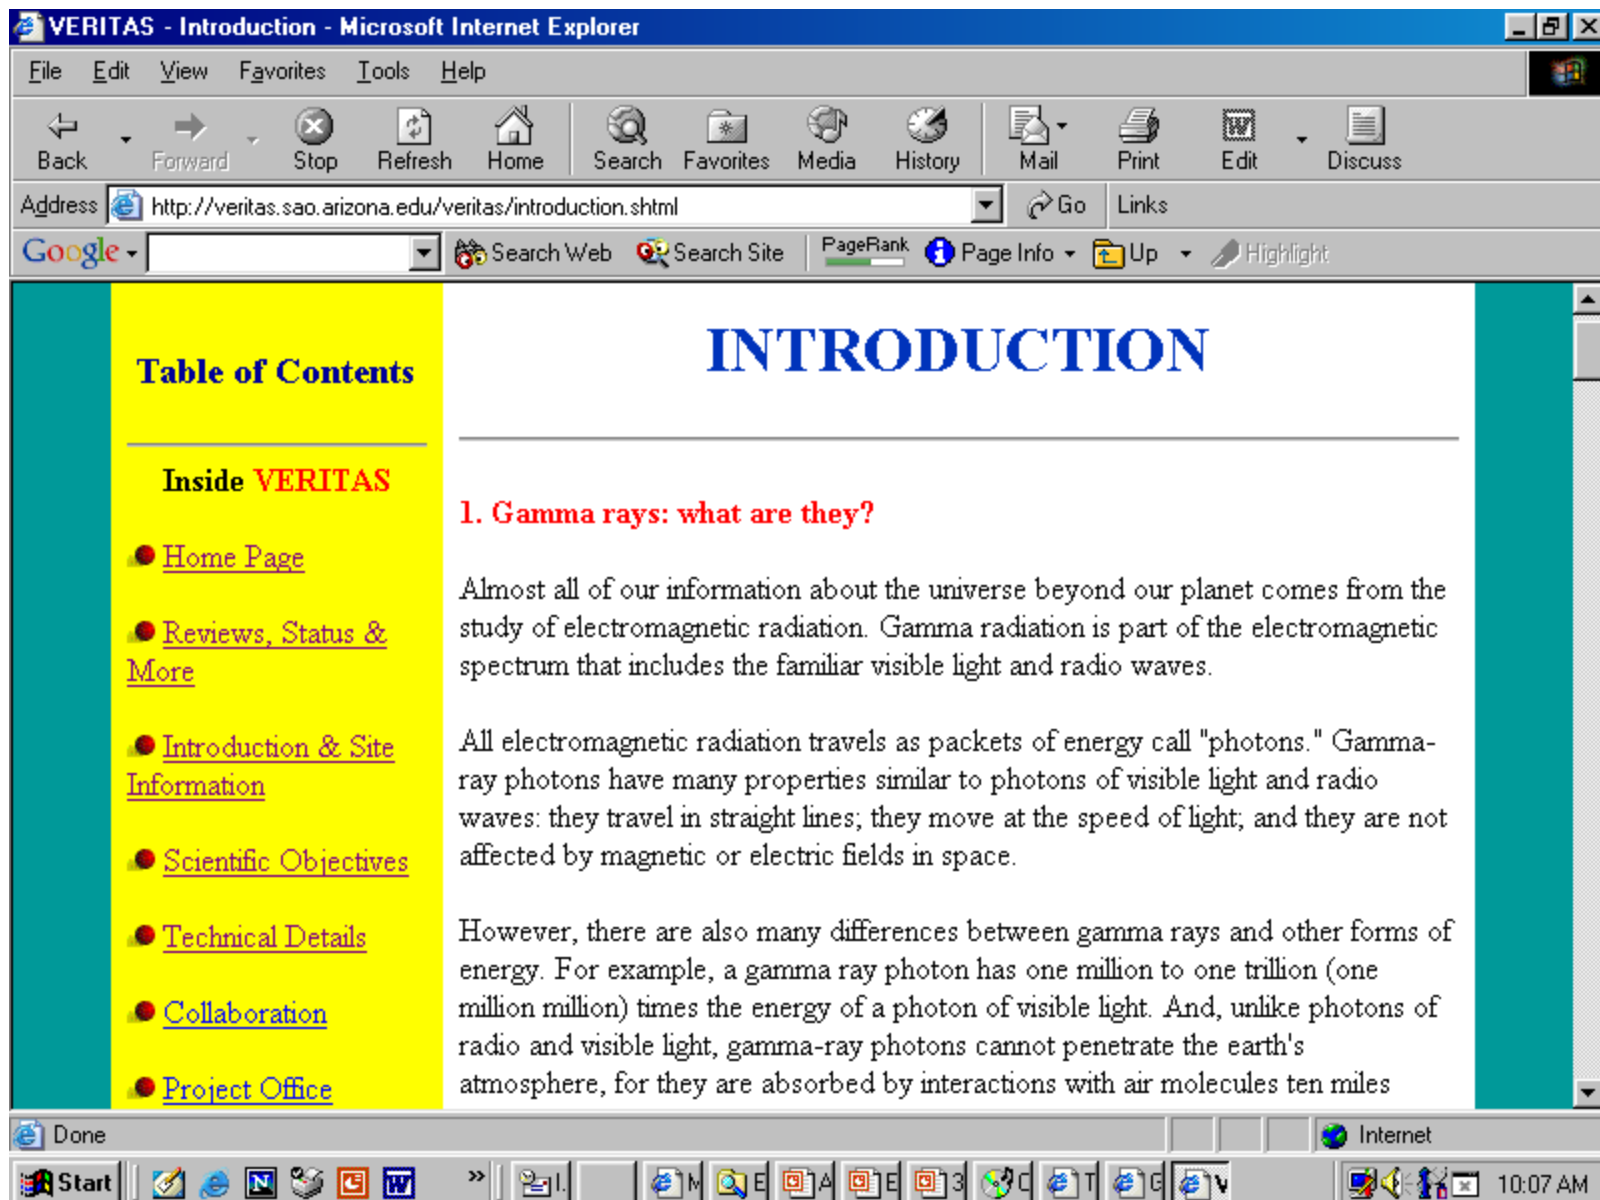 VERITAS - Introduction - Microsoft Internet Explorer
File Edit View Favorites Tools Help
Back Forward Stop Refresh Home Search Favorites Media History Mail Print Edit Discuss
Address http://veritas.sao.arizona.edu/veritas/introduction.shtml Go Links
Google Search Web Search Site PageRank Page Info Up Highlight
Table of Contents
Inside VERITAS
Home Page
Reviews, Status &
More
Introduction & Site
Information
Scientific Objectives
Technical Details
Collaboration
Project Office
INTRODUCTION
1. Gamma rays: what are they?
Almost all of our information about the universe beyond our planet comes from the
study of electromagnetic radiation. Gamma radiation is part of the electromagnetic
spectrum that includes the familiar visible light and radio waves.
All electromagnetic radiation travels as packets of energy call "photons." Gamma-
ray photons have many properties similar to photons of visible light and radio
waves: they travel in straight lines; they move at the speed of light; and they are not
affected by magnetic or electric fields in space.
However, there are also many differences between gamma rays and other forms of
energy. For example, a gamma ray photon has one million to one trillion (one
million million) times the energy of a photon of visible light. And, unlike photons of
radio and visible light, gamma-ray photons cannot penetrate the earth's
atmosphere, for they are absorbed by interactions with air molecules ten miles
Done Internet
Start 10:07 AM